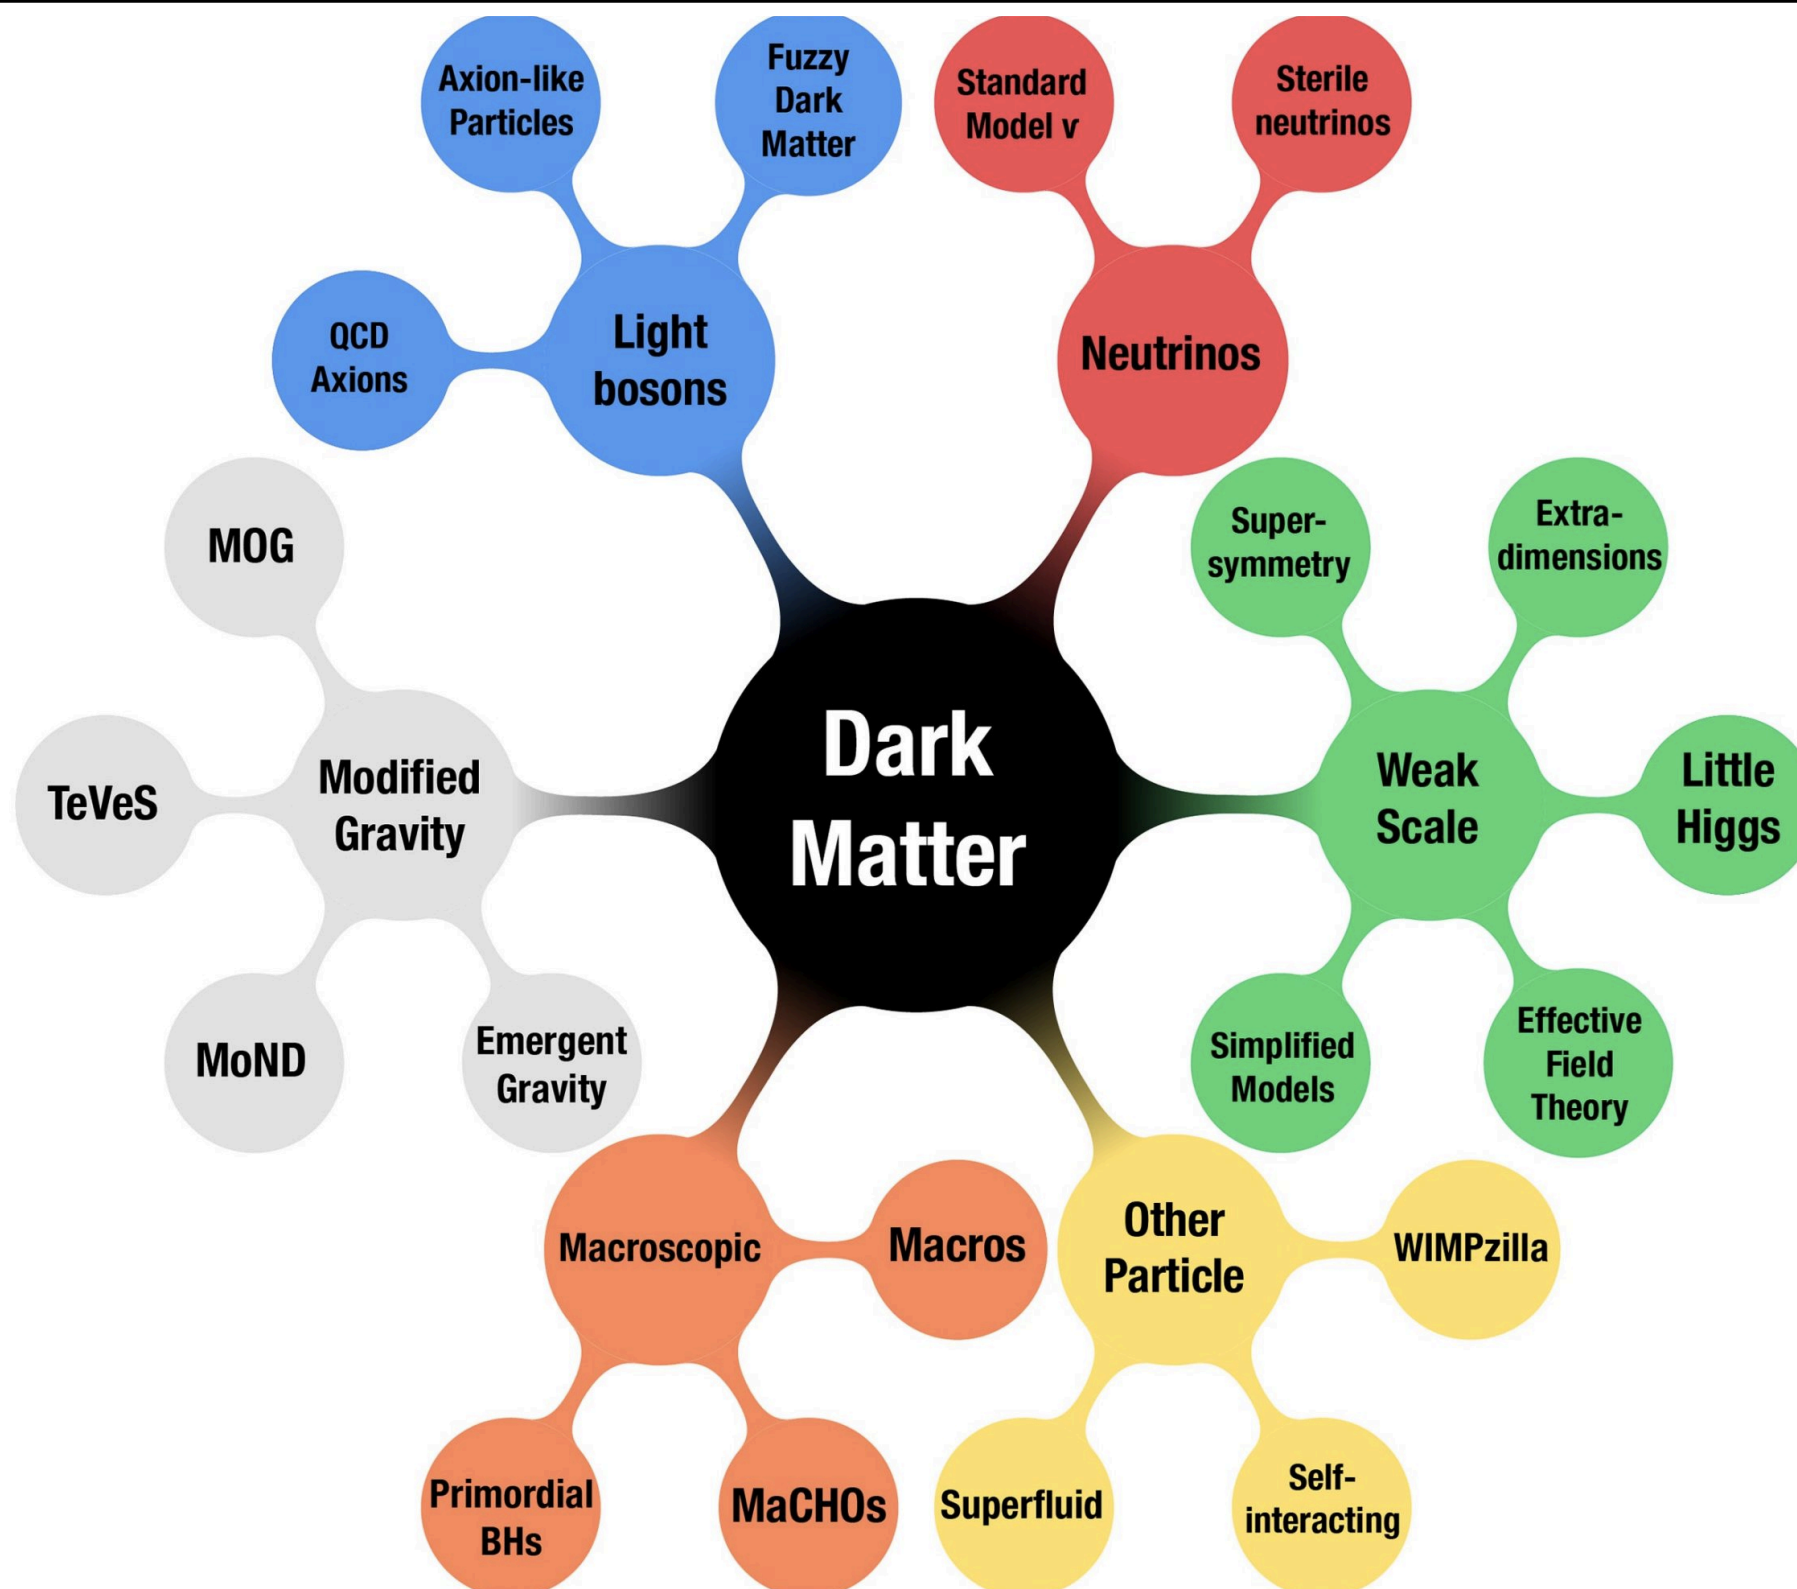 Axion-like
Particles
Fuzzy
Dark
Matter
Standard
Model ν
Sterile
neutrinos
QCD
Axions
Light
bosons
Neutrinos
MOG
Super-
symmetry
Extra-
dimensions
TeVeS
Modified
Gravity
Dark
Matter
Weak
Scale
Little
Higgs
MoND
Emergent
Gravity
Simplified
Models
Effective
Field
Theory
Macroscopic
Macros
Other
Particle
WIMPzilla
Primordial
BHs
MaCHOs
Superfluid
Self-
interacting